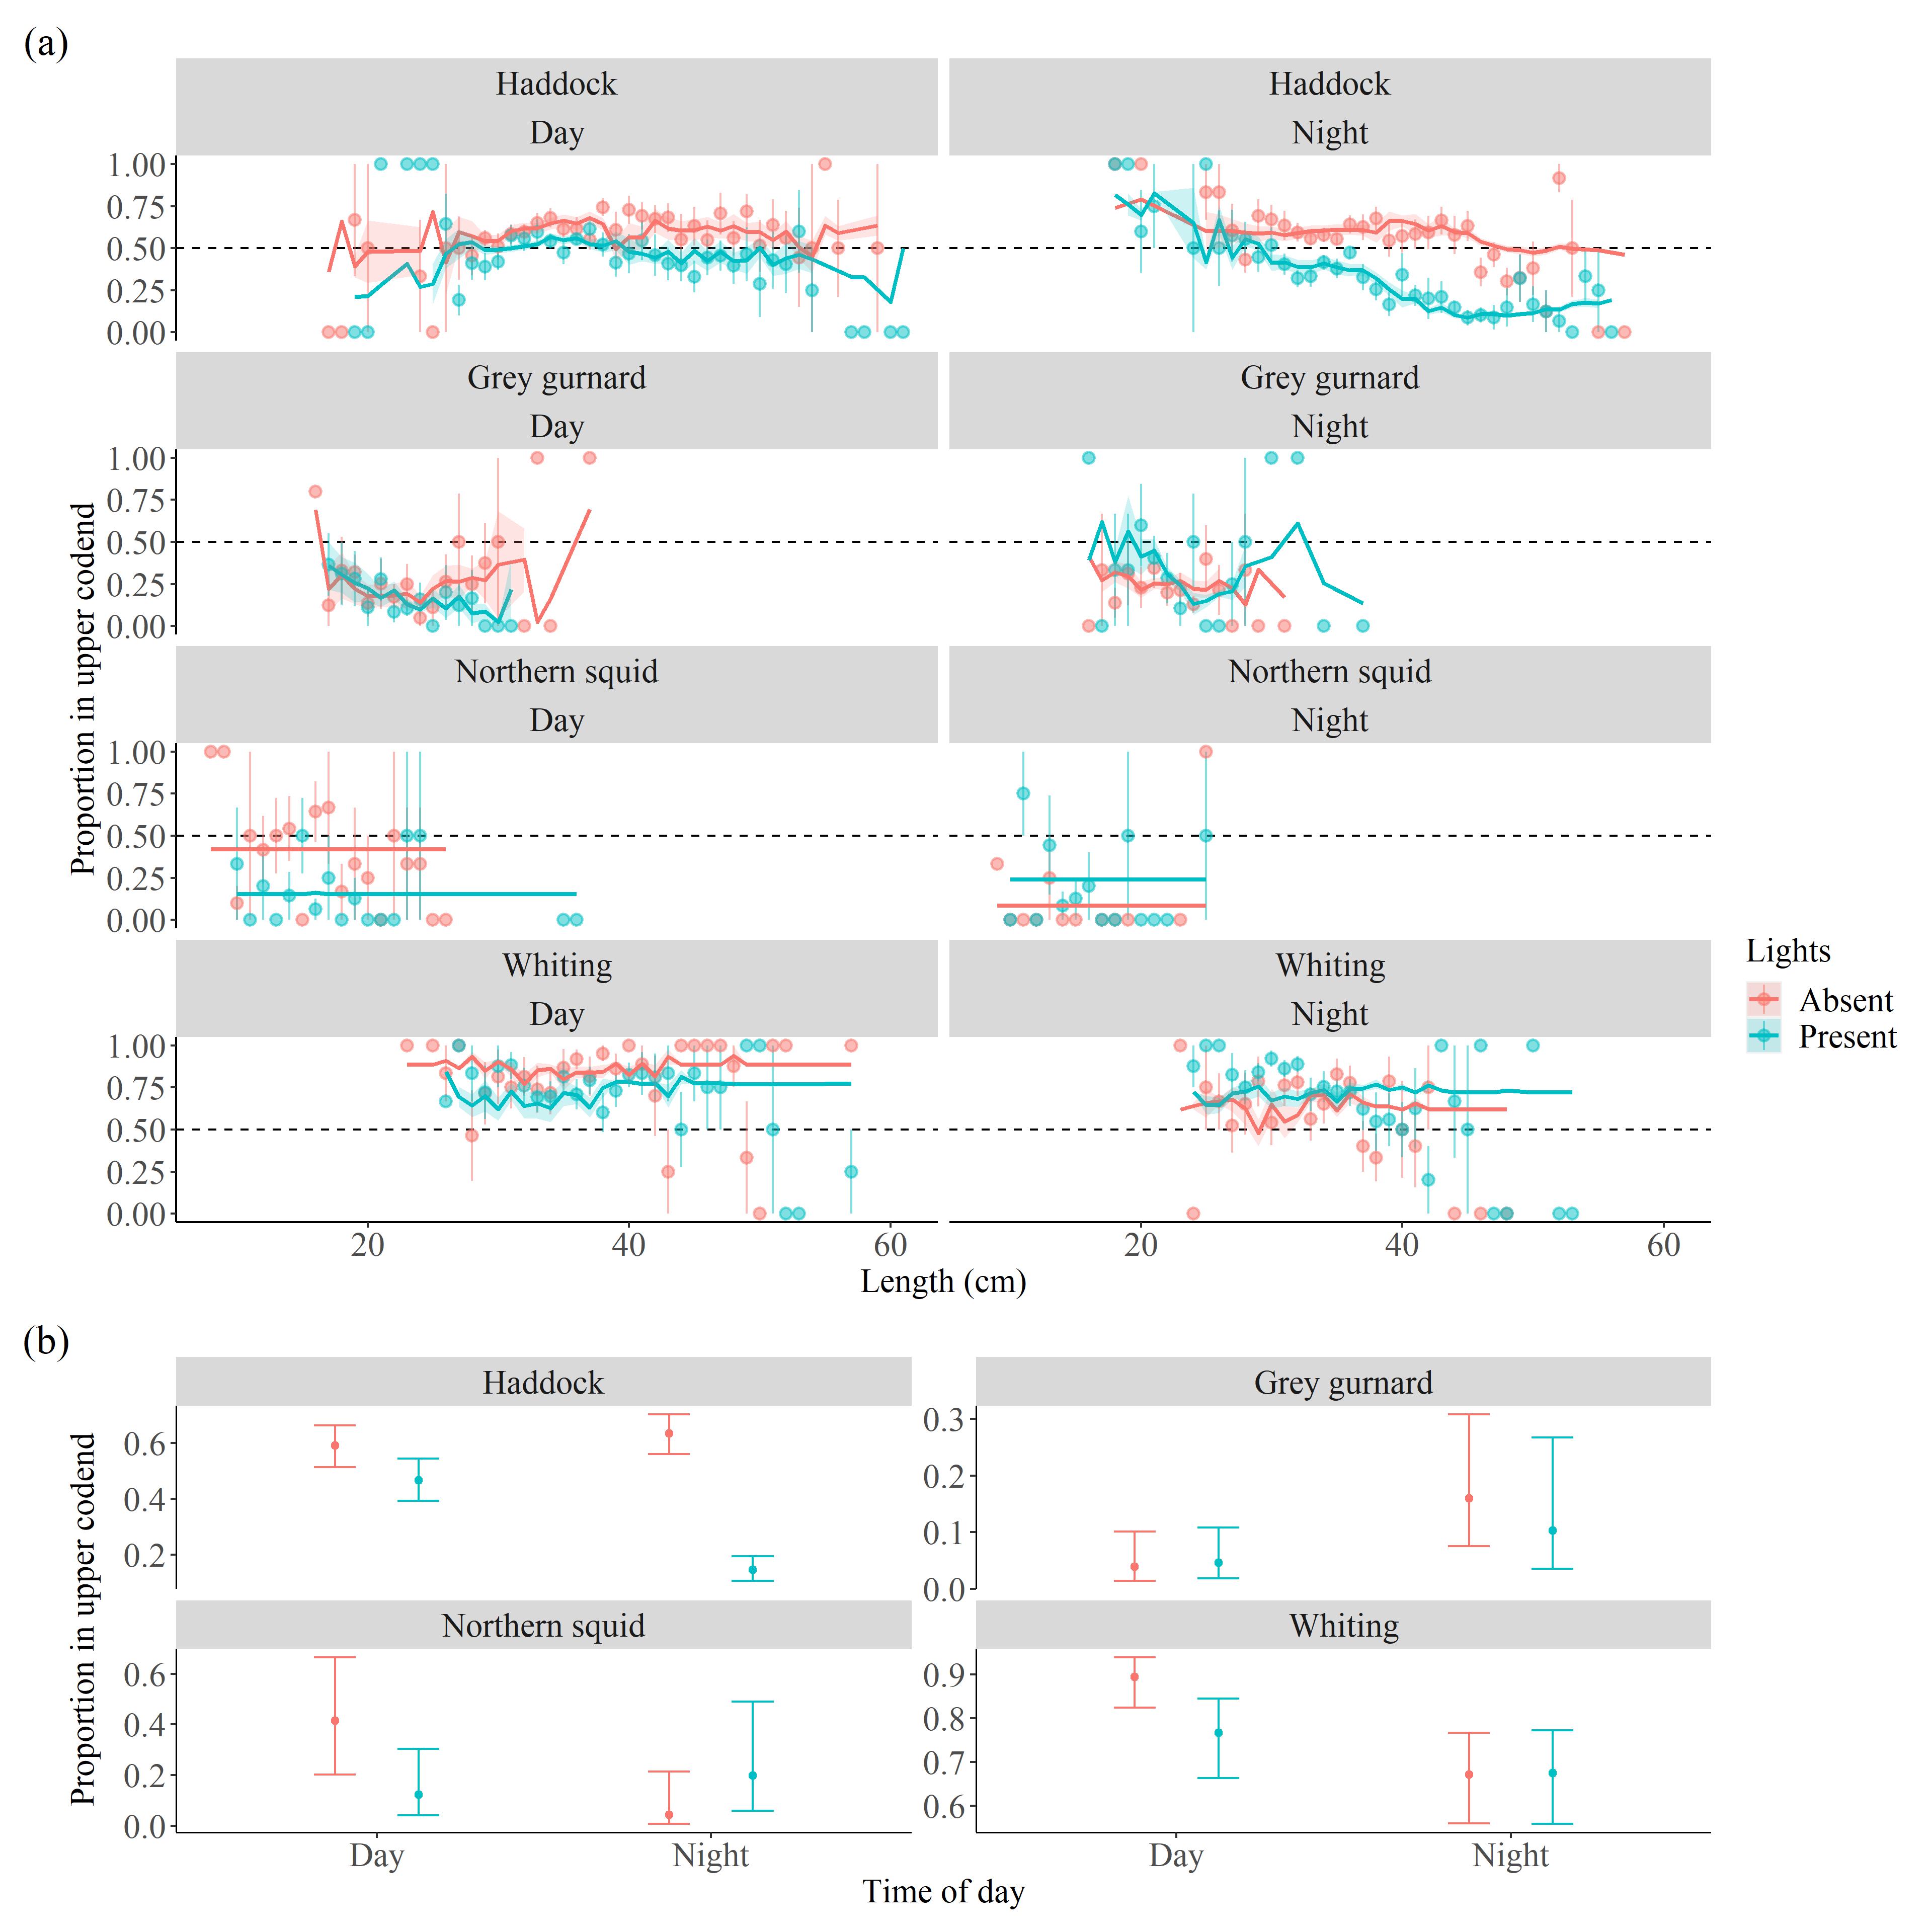 (a)
Haddock
Day
Haddock
Night
1.00
0.75
0.50
0.25
0.00
Grey gurnard
Day
Grey gurnard
Night
1.00
0.75
0.50
0.25
0.00
Northern squid
Day
Northern squid
Night
1.00
0.75
0.50
0.25
0.00
Whiting
Day
Whiting
Night
1.00
0.75
0.50
0.25
0.00
20 40 60
20 40 60
Length (cm)
Proportion in upper codend
Lights
Absent
Present
(b)
Haddock
Grey gurnard
0.6
0.4
0.2
0.3
0.2
0.1
0.0
Northern squid
Whiting
0.6
0.4
0.2
0.0
0.9
0.8
0.7
0.6
Day Night
Day Night
Time of day
Proportion in upper codend